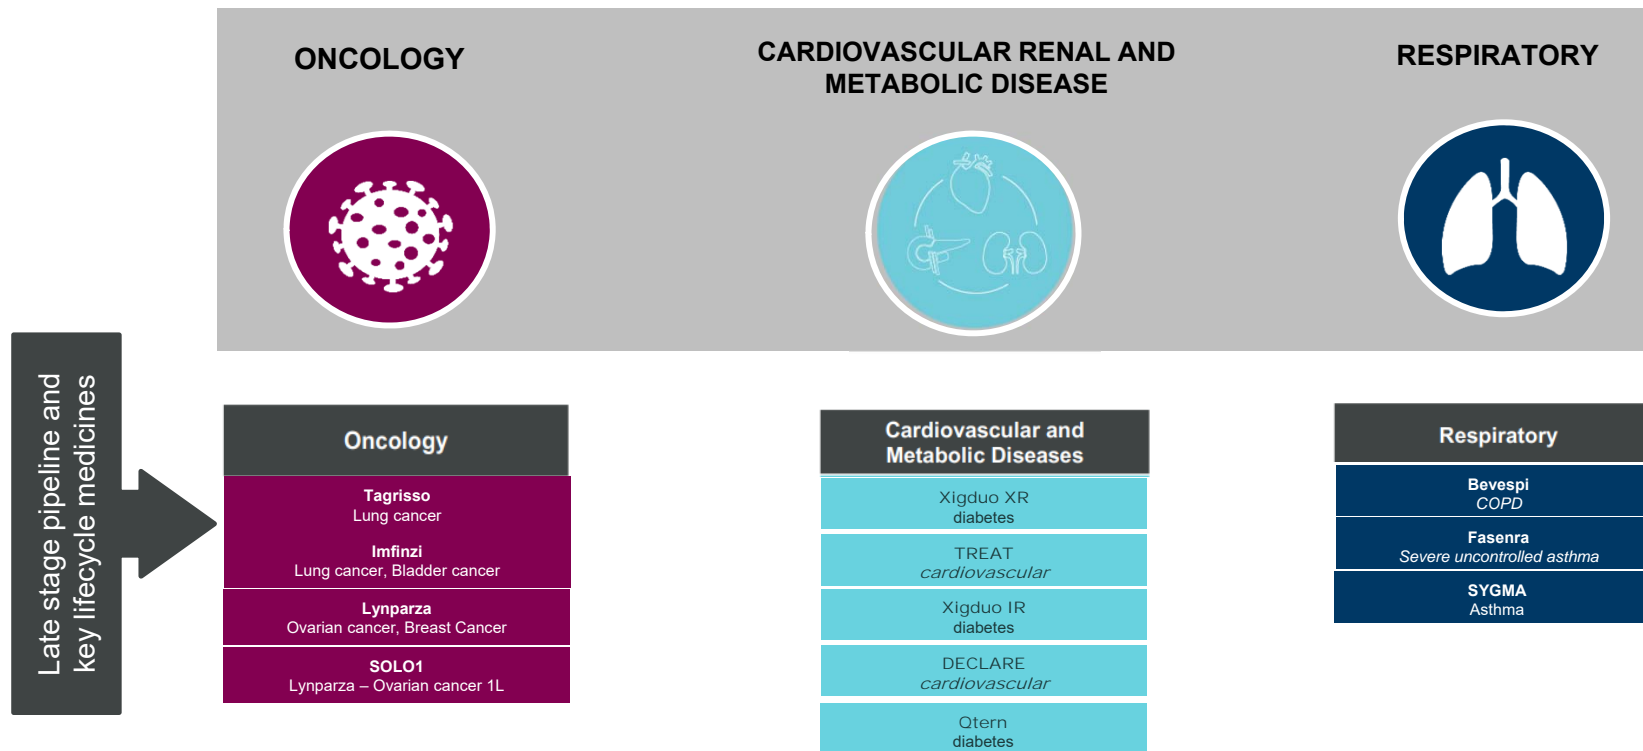 ONCOLOGY
CARDIOVASCULAR RENAL AND
METABOLIC DISEASE
RESPIRATORY
Late stage pipeline and
key lifecycle medicines
Oncology
Tagrisso
Lung cancer
Imfinzi
Lung cancer, Bladder cancer
Lynparza
Ovarian cancer, Breast Cancer
SOLO1
Lynparza – Ovarian cancer 1L
Cardiovascular and
Metabolic Diseases
Xigduo XR
diabetes
TREAT
cardiovascular
Xigduo IR
diabetes
DECLARE
cardiovascular
Qtern
diabetes
Respiratory
Bevespi
COPD
Fasenra
Severe uncontrolled asthma
SYGMA
Asthma